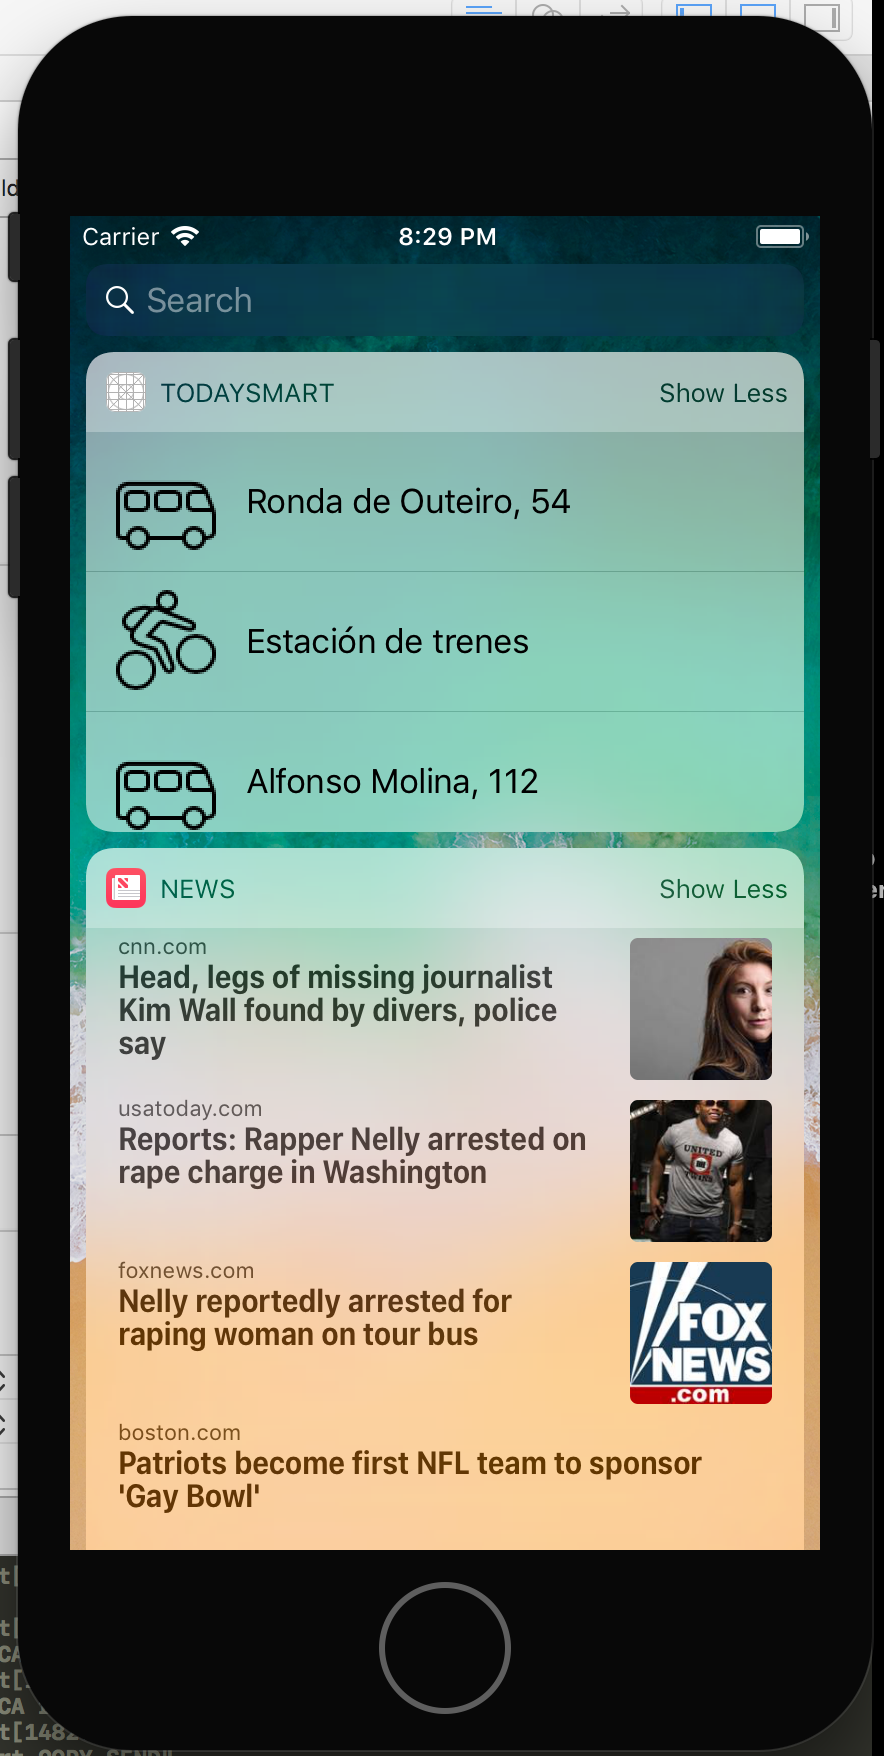 Carrier
8:29 PM
Search
TODAYSMART
Show Less
Ronda de Outeiro, 54
Estación de trenes
Alfonso Molina, 112
NEWS
Show Less
cnn.com
Head, legs of missing journalist
Kim Wall found by divers, police
say
usatoday.com
Reports: Rapper Nelly arrested on
rape charge in Washington
UNITED
foxnews.com
Nelly reportedly arrested for
raping woman on tour bus
FOX
NEWS
.com
boston.com
Patriots become first NFL team to sponsor
'Gay Bowl'